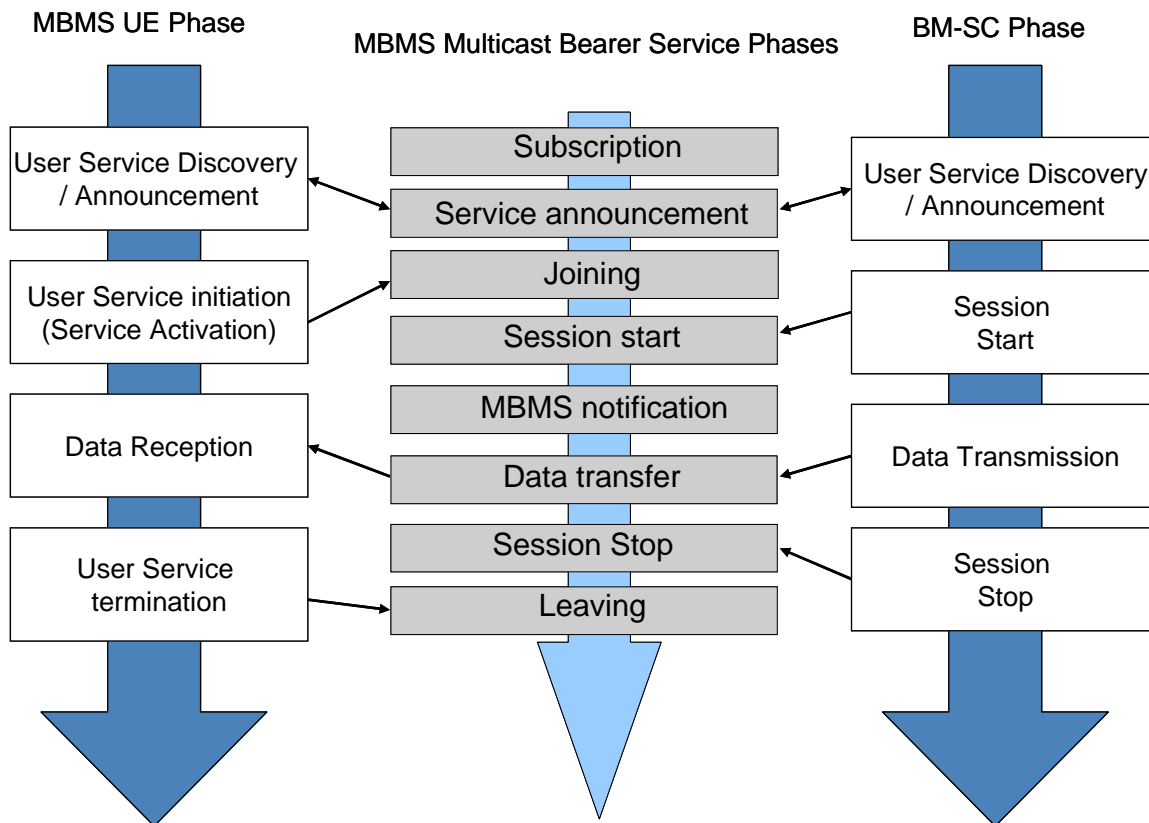 MBMS UE Phase
MBMS Multicast Bearer Service Phases
BM-SC Phase
User Service Discovery
/ Announcement
User Service initiation
(Service Activation)
Data Reception
User Service
termination
Subscription
Service announcement
Joining
Session start
MBMS notification
Data transfer
Session Stop
Leaving
User Service Discovery
/ Announcement
Session
Start
Data Transmission
Session
Stop